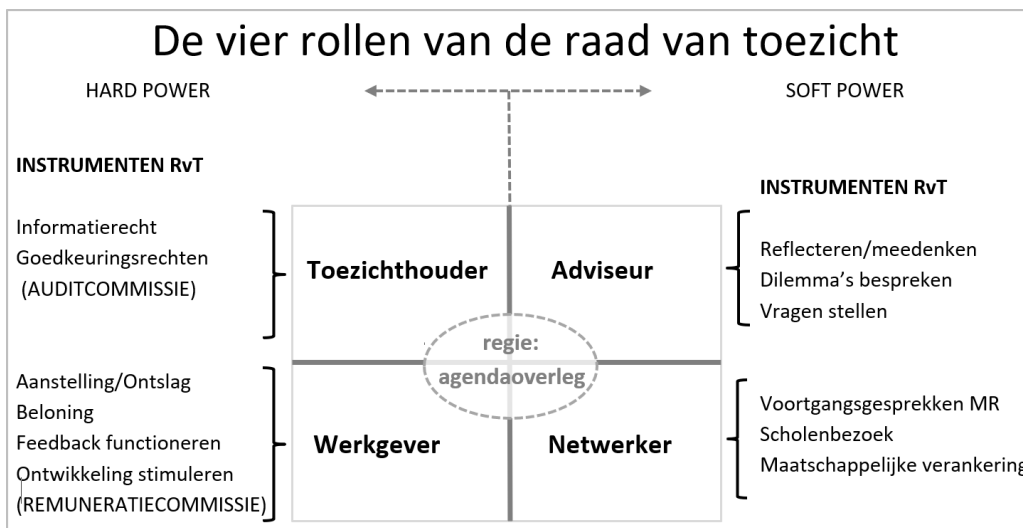 De vier rollen van de raad van toezicht
HARD POWER
SOFT POWER
INSTRUMENTEN RvT
Informatierecht
Goedkeuringsrechten
(AUDITCOMMISSIE)
Aanstelling/Ontslag
Beloning
Feedback functioneren
Ontwikkeling stimuleren
(REMUNERATIECOMMISSIE)
Toezichthouder
Adviseur
regie:
agendaoverleg
Werkgever
Netwerker
INSTRUMENTEN RvT
Reflecteren/meedenken
Dilemma's bespreken
Vragen stellen
Voortgangsgesprekken MR
Scholenbezoek
Maatschappelijke verankering